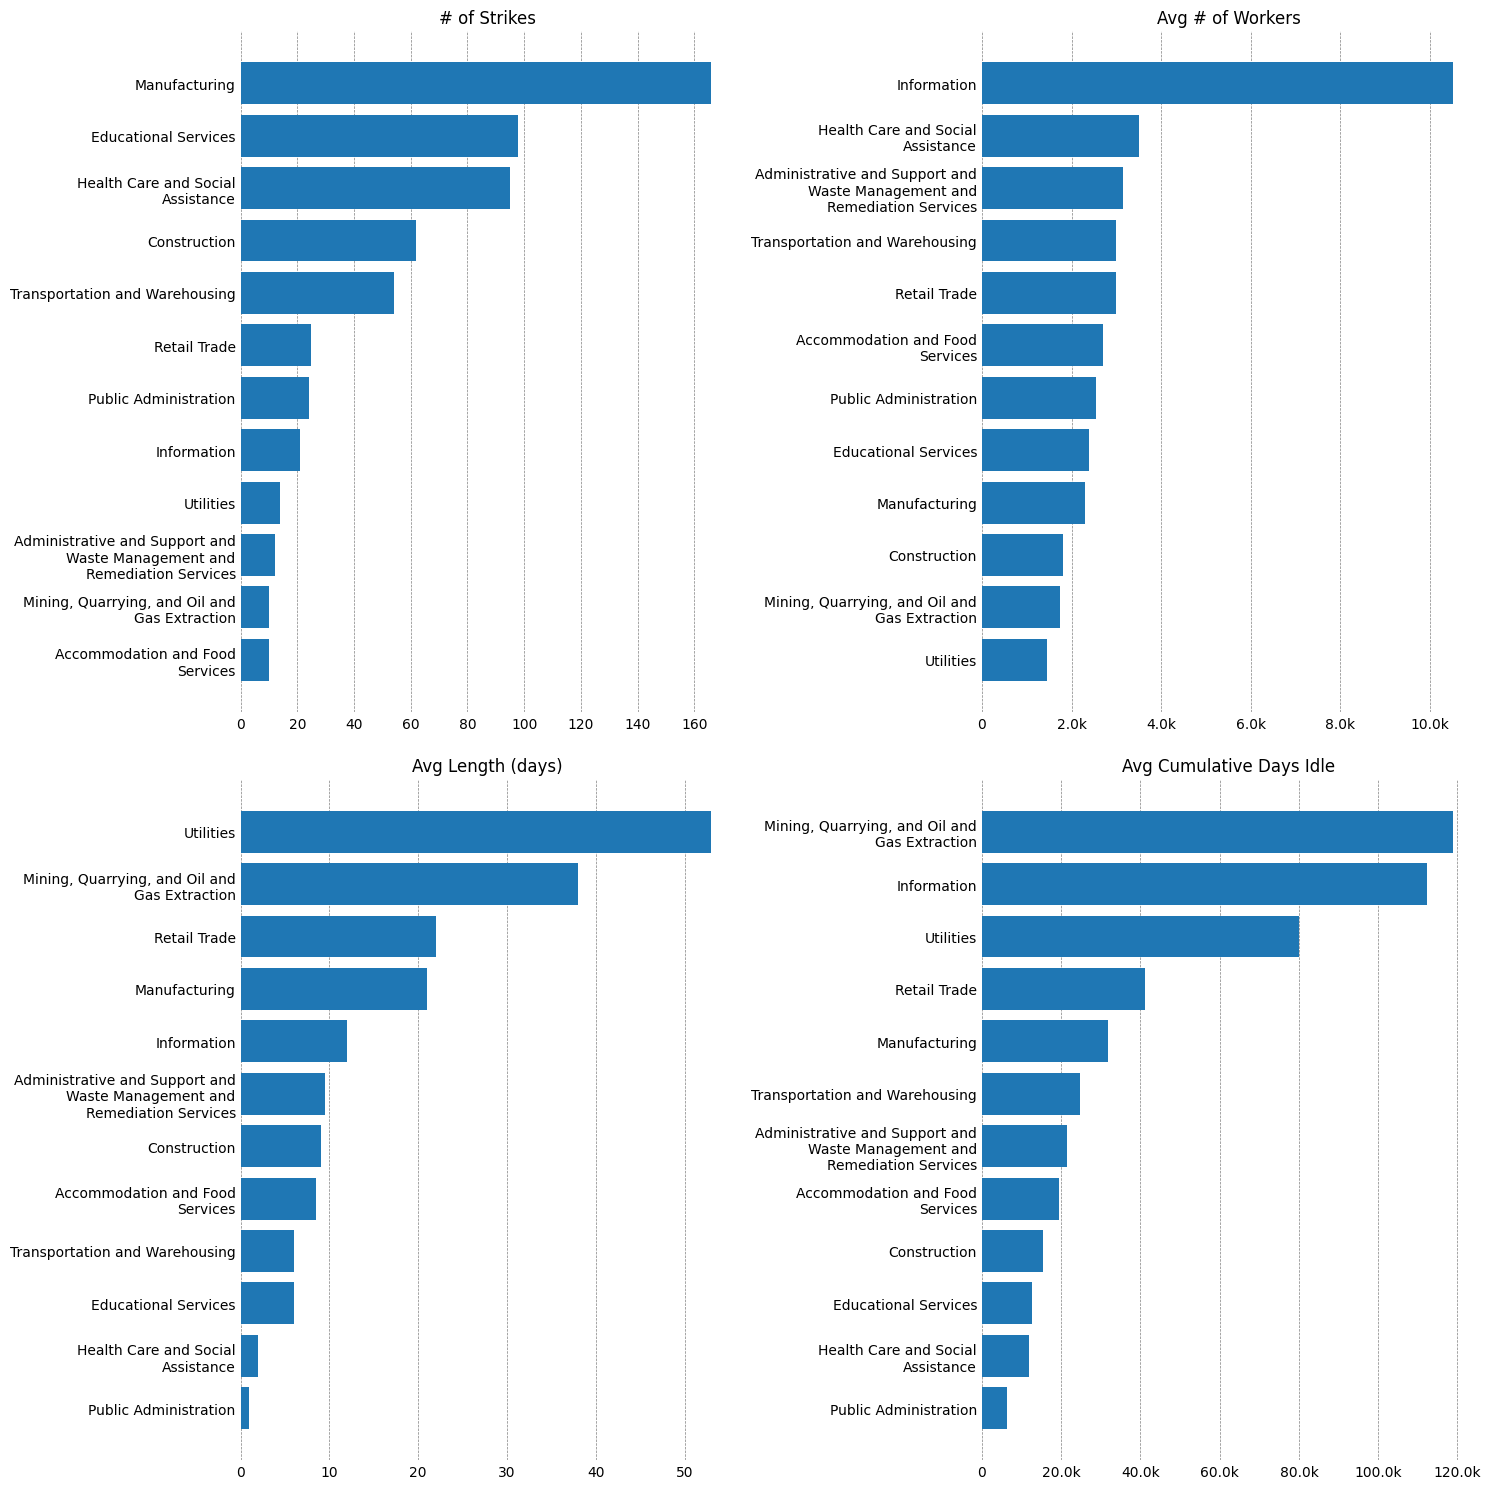 # of Strikes
Manufacturing
Educational Services
Health Care and Social
Assistance
Construction
Transportation and Warehousing
Retail Trade
Public Administration
Information
Utilities
Administrative and Support and
Waste Management and
Remediation Services
Mining, Quarrying, and Oil and
Gas Extraction
Accommodation and Food
Services
0 20 40 60 80 100 120 140 160
Avg # of Workers
Information
Health Care and Social
Assistance
Administrative and Support and
Waste Management and
Remediation Services
Transportation and Warehousing
Retail Trade
Accommodation and Food
Services
Public Administration
Educational Services
Manufacturing
Construction
Mining, Quarrying, and Oil and
Gas Extraction
Utilities
0 2.0k 4.0k 6.0k 8.0k 10.0k
Avg Length (days)
Utilities
Mining, Quarrying, and Oil and
Gas Extraction
Retail Trade
Manufacturing
Information
Administrative and Support and
Waste Management and
Remediation Services
Construction
Accommodation and Food
Services
Transportation and Warehousing
Educational Services
Health Care and Social
Assistance
Public Administration
0 10 20 30 40 50
Avg Cumulative Days Idle
Mining, Quarrying, and Oil and
Gas Extraction
Information
Utilities
Retail Trade
Manufacturing
Transportation and Warehousing
Administrative and Support and
Waste Management and
Remediation Services
Accommodation and Food
Services
Construction
Educational Services
Health Care and Social
Assistance
Public Administration
0 20.0k 40.0k 60.0k 80.0k 100.0k 120.0k